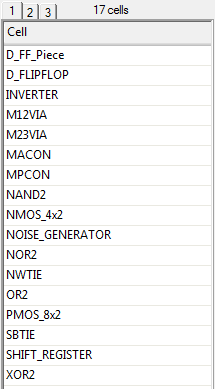 1 2 3 17 cells
Cell
D_FF_Piece
D_FLIPFLOP
INVERTER
M12VIA
M23VIA
MACON
MPCON
NAND2
NMOS_4x2
NOISE_GENERATOR
NOR2
NWTIE
OR2
PMOS_8x2
SBTIE
SHIFT_REGISTER
XOR2